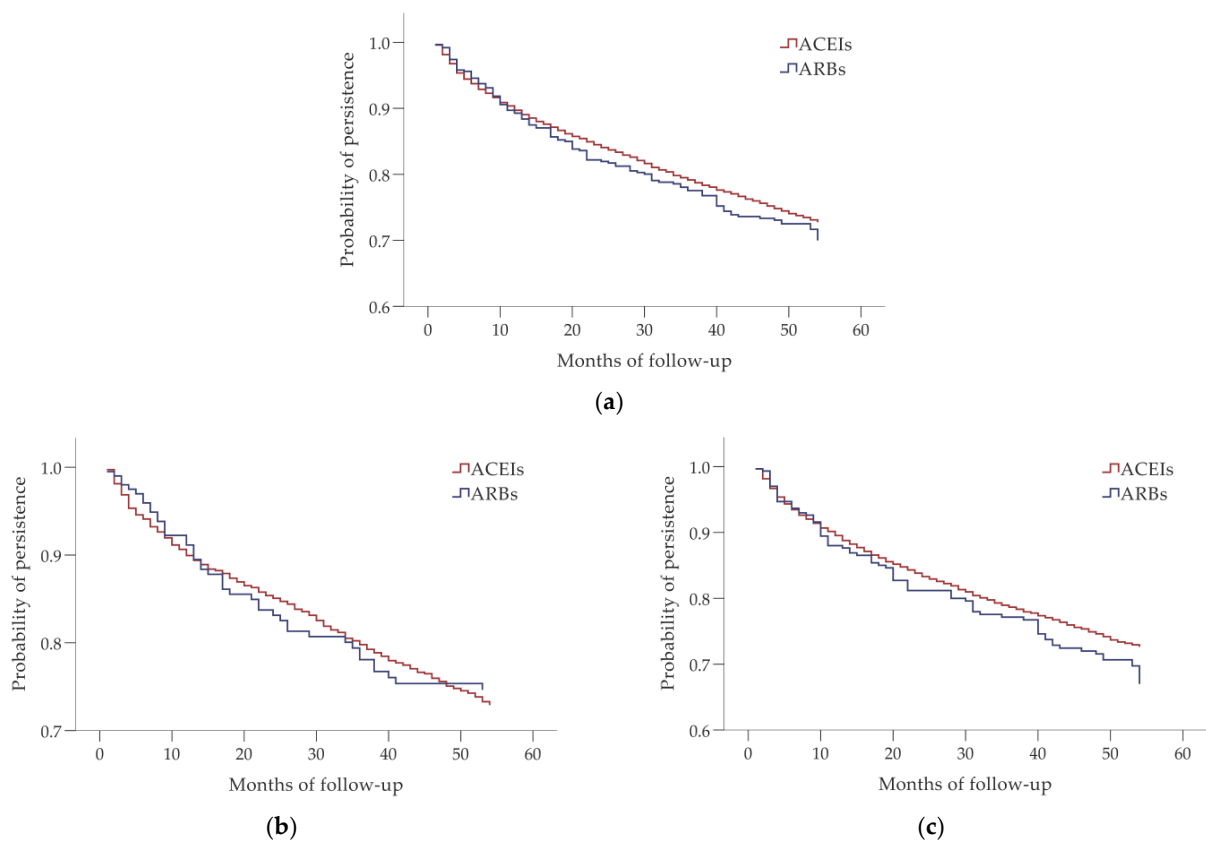 1.0
0.9
0.8
0.7
0.6
Probability of persistence
ACEIs
ARBs
0 10 20 30 40 50 60
Months of follow-up
(a)
1.0
0.9
0.8
0.7
Probability of persistence
ACEIs
ARBs
0 10 20 30 40 50 60
Months of follow-up
(b)
1.0
0.9
0.8
0.7
0.6
Probability of persistence
ACEIs
ARBs
0 10 20 30 40 50 60
Months of follow-up
(c)